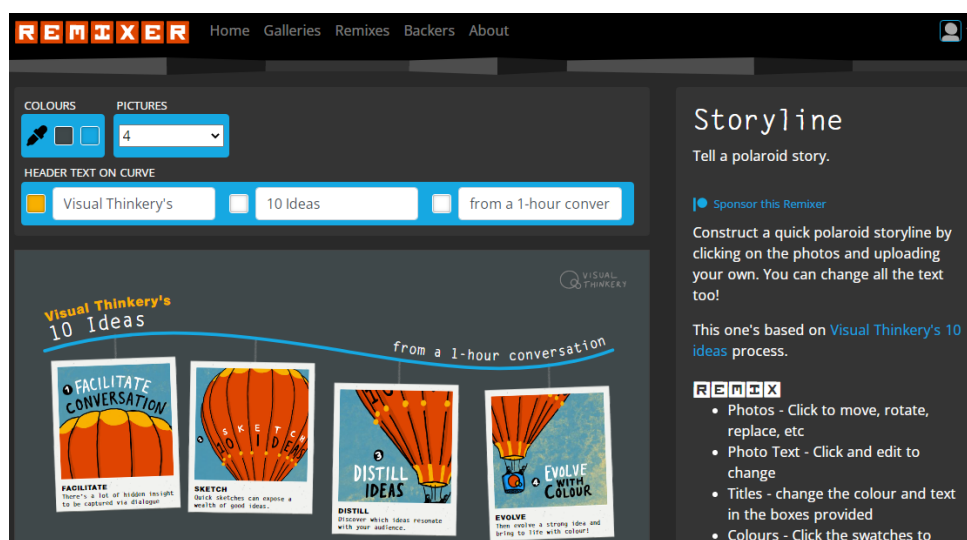 REMIXER Home Galleries Remixes Backers About
COLOURS PICTURES
4
HEADER TEXT ON CURVE
Visual Thinkery's 10 Ideas from a 1-hour conver
VISUAL
THINKERY
Visual Thinkery's
10 Ideas
from a 1-hour conversation
1 FACILITATE
CONVERSATION
FACILITATE
There's a lot of hidden insight
to be captured via dialogue
SKETCH
10 IDEAS
SKETCH
Quick sketches can expose a
wealth of good ideas.
3
DISTILL
IDEAS
DISTILL
Discover which ideas resonate
with your audience.
4 EVOLVE
WITH
COLOUR
EVOLVE
Then evolve a strong idea and
bring to life with colour!
Storyline
Tell a polaroid story.
Sponsor this Remixer
Construct a quick polaroid storyline by
clicking on the photos and uploading
your own. You can change all the text
too!
This one's based on Visual Thinkery's 10
ideas process.
REMIX
• Photos - Click to move, rotate,
replace, etc
• Photo Text - Click and edit to
change
• Titles - change the colour and text
in the boxes provided
• Colours - Click the swatches to